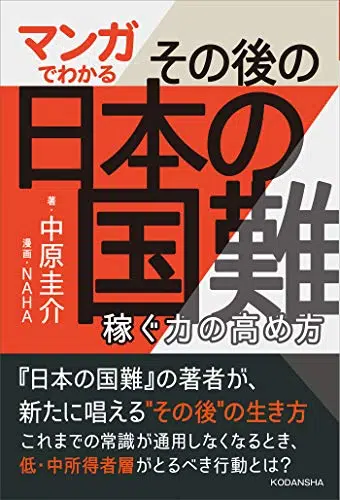 マンガ
でわかる
その後の
日本の
国難
著・中原圭介
漫画・NAHA
稼ぐ力の高め方
『日本の国難』の著者が、
新たに唱える"その後"の生き方
これまでの常識が通用しなくなるとき、
低・中所得者層がとるべき行動とは?
KODANSHA